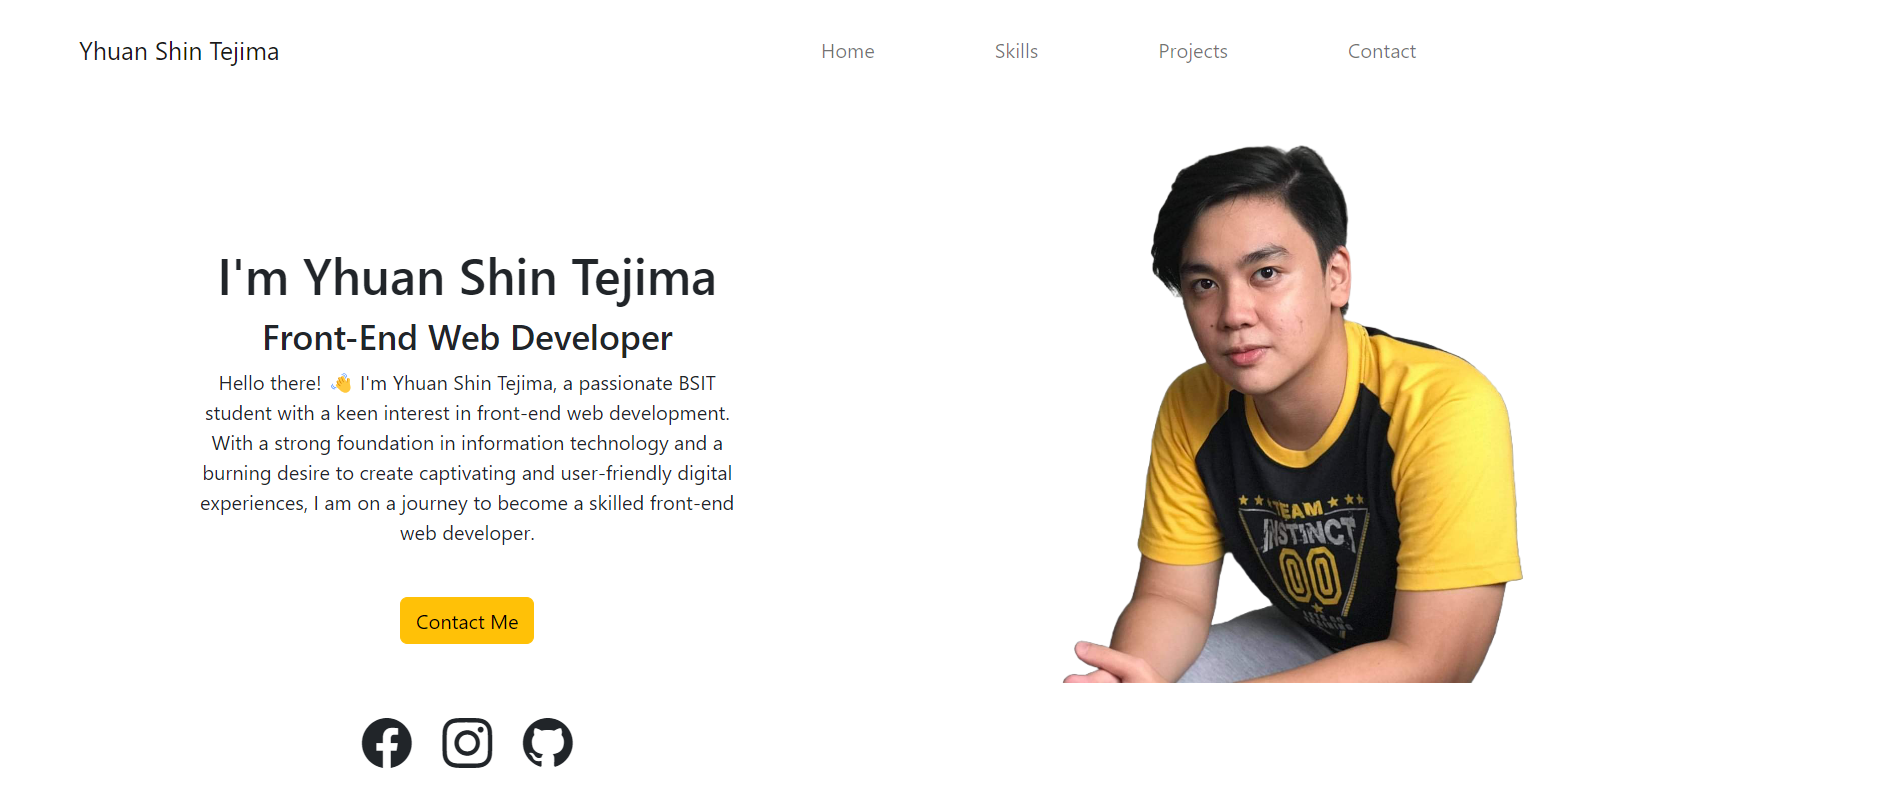 Yhuan Shin Tejima
Home
Skills
Projects
Contact
I'm Yhuan Shin Tejima
Front-End Web Developer
Hello there! 👋 I'm Yhuan Shin Tejima, a passionate BSIT
student with a keen interest in front-end web development.
With a strong foundation in information technology and a
burning desire to create captivating and user-friendly digital
experiences, I am on a journey to become a skilled front-end
web developer.
Contact Me
TEAM
INSTINCT
00